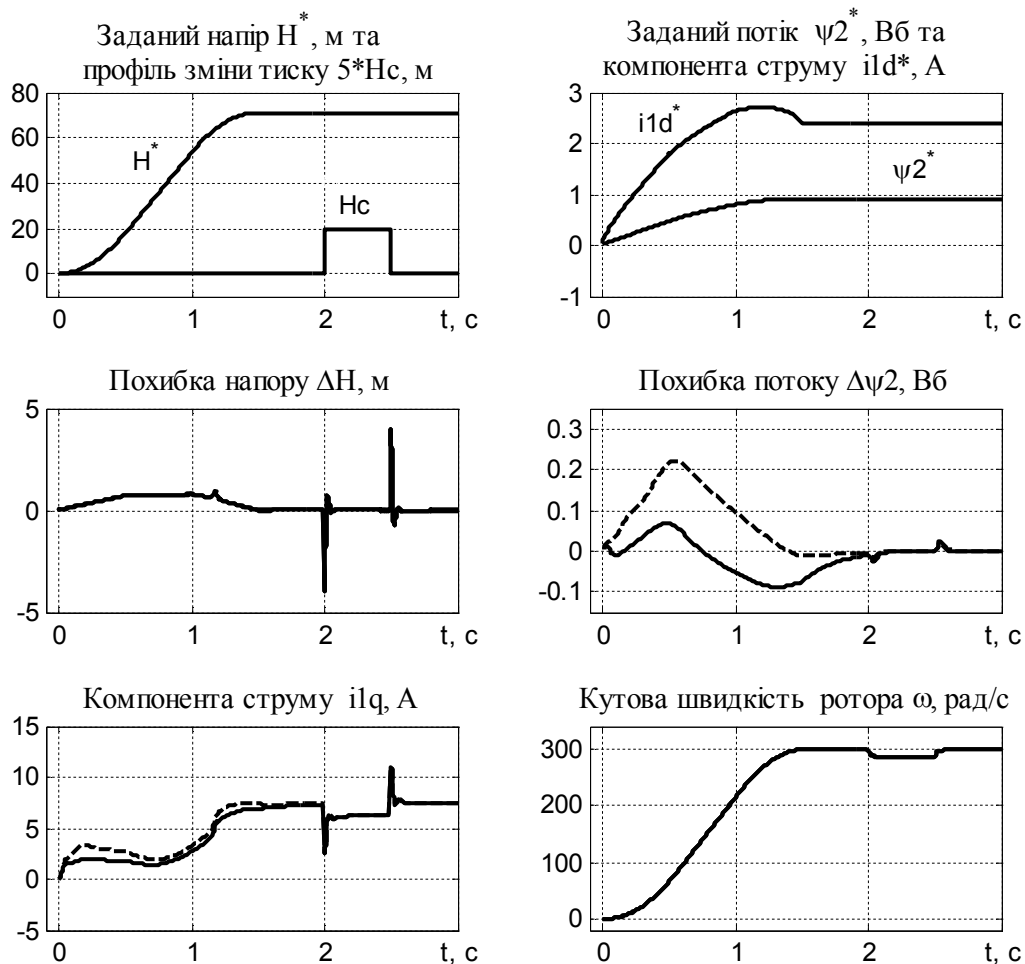 Заданий напір H*, м та
профіль зміни тиску 5*Hc, м
80
60
40
20
0
H*
Hc
0
1
2
t, c
Заданий потік ψ2*, Вб та
компонента струму i1d*, А
3
2
1
0
-1
i1d*
ψ2*
0
1
2
t, c
Похибка напору ΔH, м
5
0
-5
0
1
2
t, c
Похибка потоку Δψ2, Вб
0.3
0.2
0.1
0
-0.1
0
1
2
t, c
Компонента струму i1q, А
15
10
5
0
-5
0
1
2
t, c
Кутова швидкість ротора ω, рад/с
300
200
100
0
0
1
2
t, c